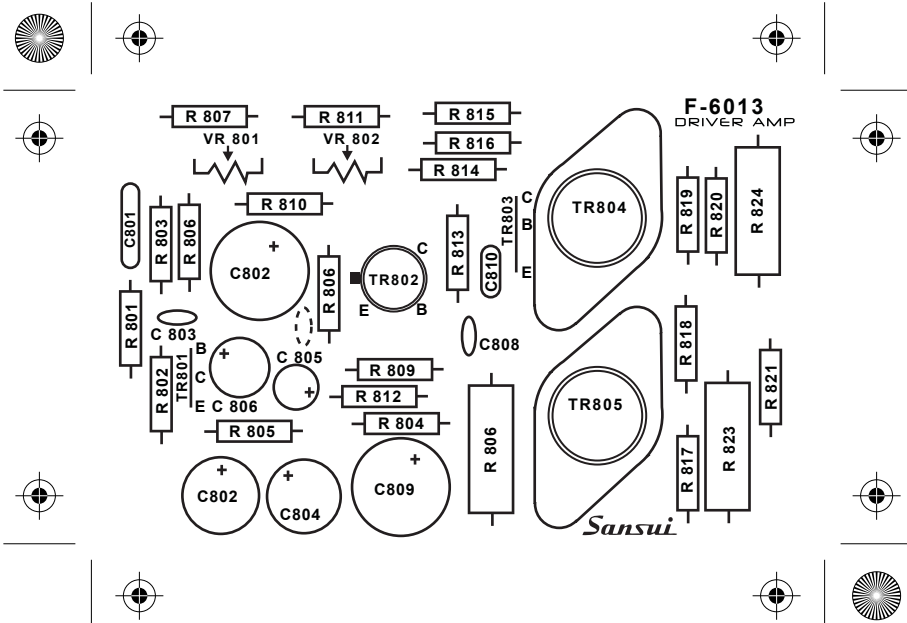 F-6013
DRIVER AMP
R 807
R 811
R 815
VR 801
VR 802
R 816
R 814
R 810
C801
R 803
R 806
C802
+
R 806
TR802
C
E
B
R 813
C810
TR803
C
B
E
TR804
R 819
R 820
R 824
R 801
C 803
R 802
TR801
B
C
E
+
C 806
C 805
+
C808
R 809
R 812
R 804
R 805
R 806
TR805
R 818
R 821
R 817
R 823
+
C802
+
C804
+
C809
Sansui